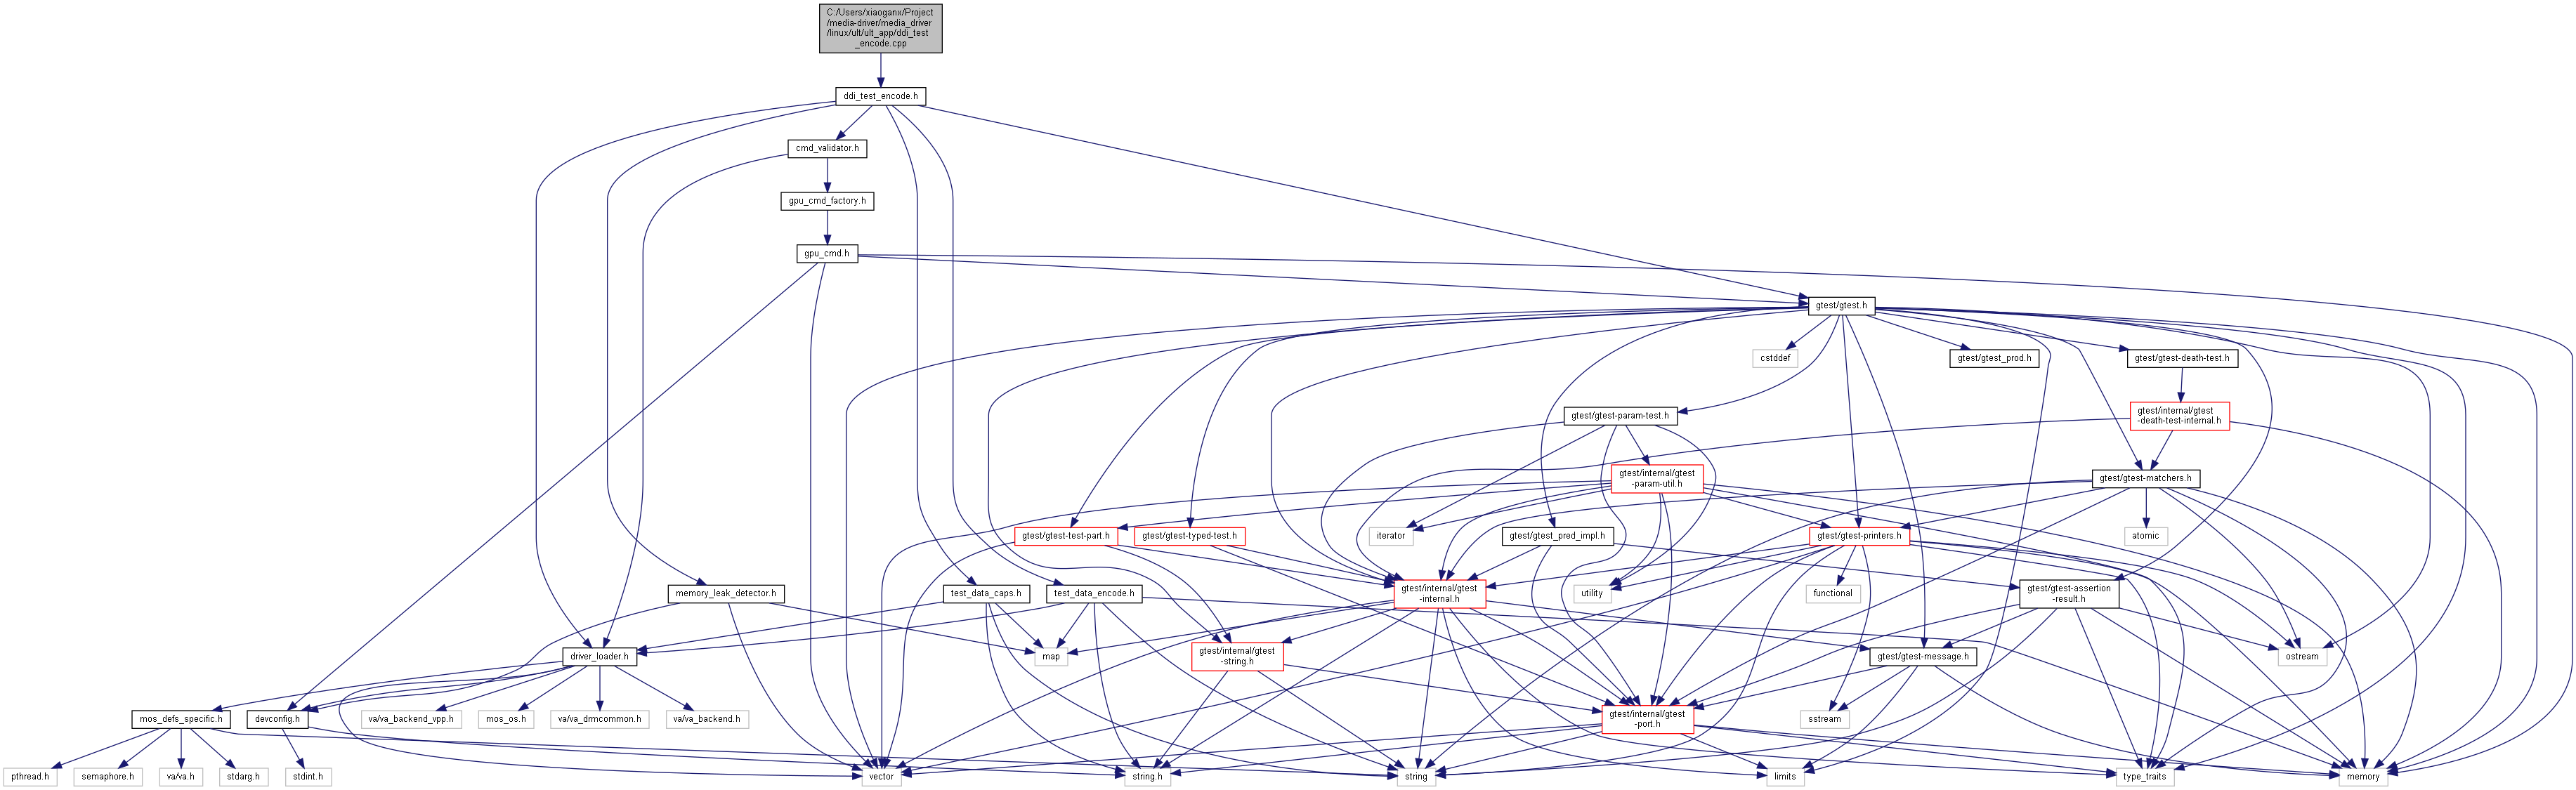 C:/Users/xiaoganx/Project
/media-driver/media_driver
/linux/ult/ult_app/ddi_test
_encode.cpp
ddi_test_encode.h
cmd_validator.h
gpu_cmd_factory.h
gpu_cmd.h
gtest/gtest.h
cstddef
gtest/gtest_prod.h
gtest/gtest-death-test.h
gtest/gtest-param-test.h
gtest/internal/gtest
-death-test-internal.h
gtest/internal/gtest
-param-util.h
gtest/gtest-matchers.h
gtest/gtest-test-part.h
gtest/gtest-typed-test.h
iterator
gtest/gtest_pred_impl.h
gtest/gtest-printers.h
atomic
memory_leak_detector.h
test_data_caps.h
test_data_encode.h
gtest/internal/gtest
-internal.h
utility
functional
gtest/gtest-assertion
-result.h
driver_loader.h
map
gtest/internal/gtest
-string.h
gtest/gtest-message.h
ostream
mos_defs_specific.h
devconfig.h
va/va_backend_vpp.h
mos_os.h
va/va_drmcommon.h
va/va_backend.h
gtest/internal/gtest
-port.h
sstream
pthread.h
semaphore.h
va/va.h
stdarg.h
stdint.h
vector
string.h
string
limits
type_traits
memory